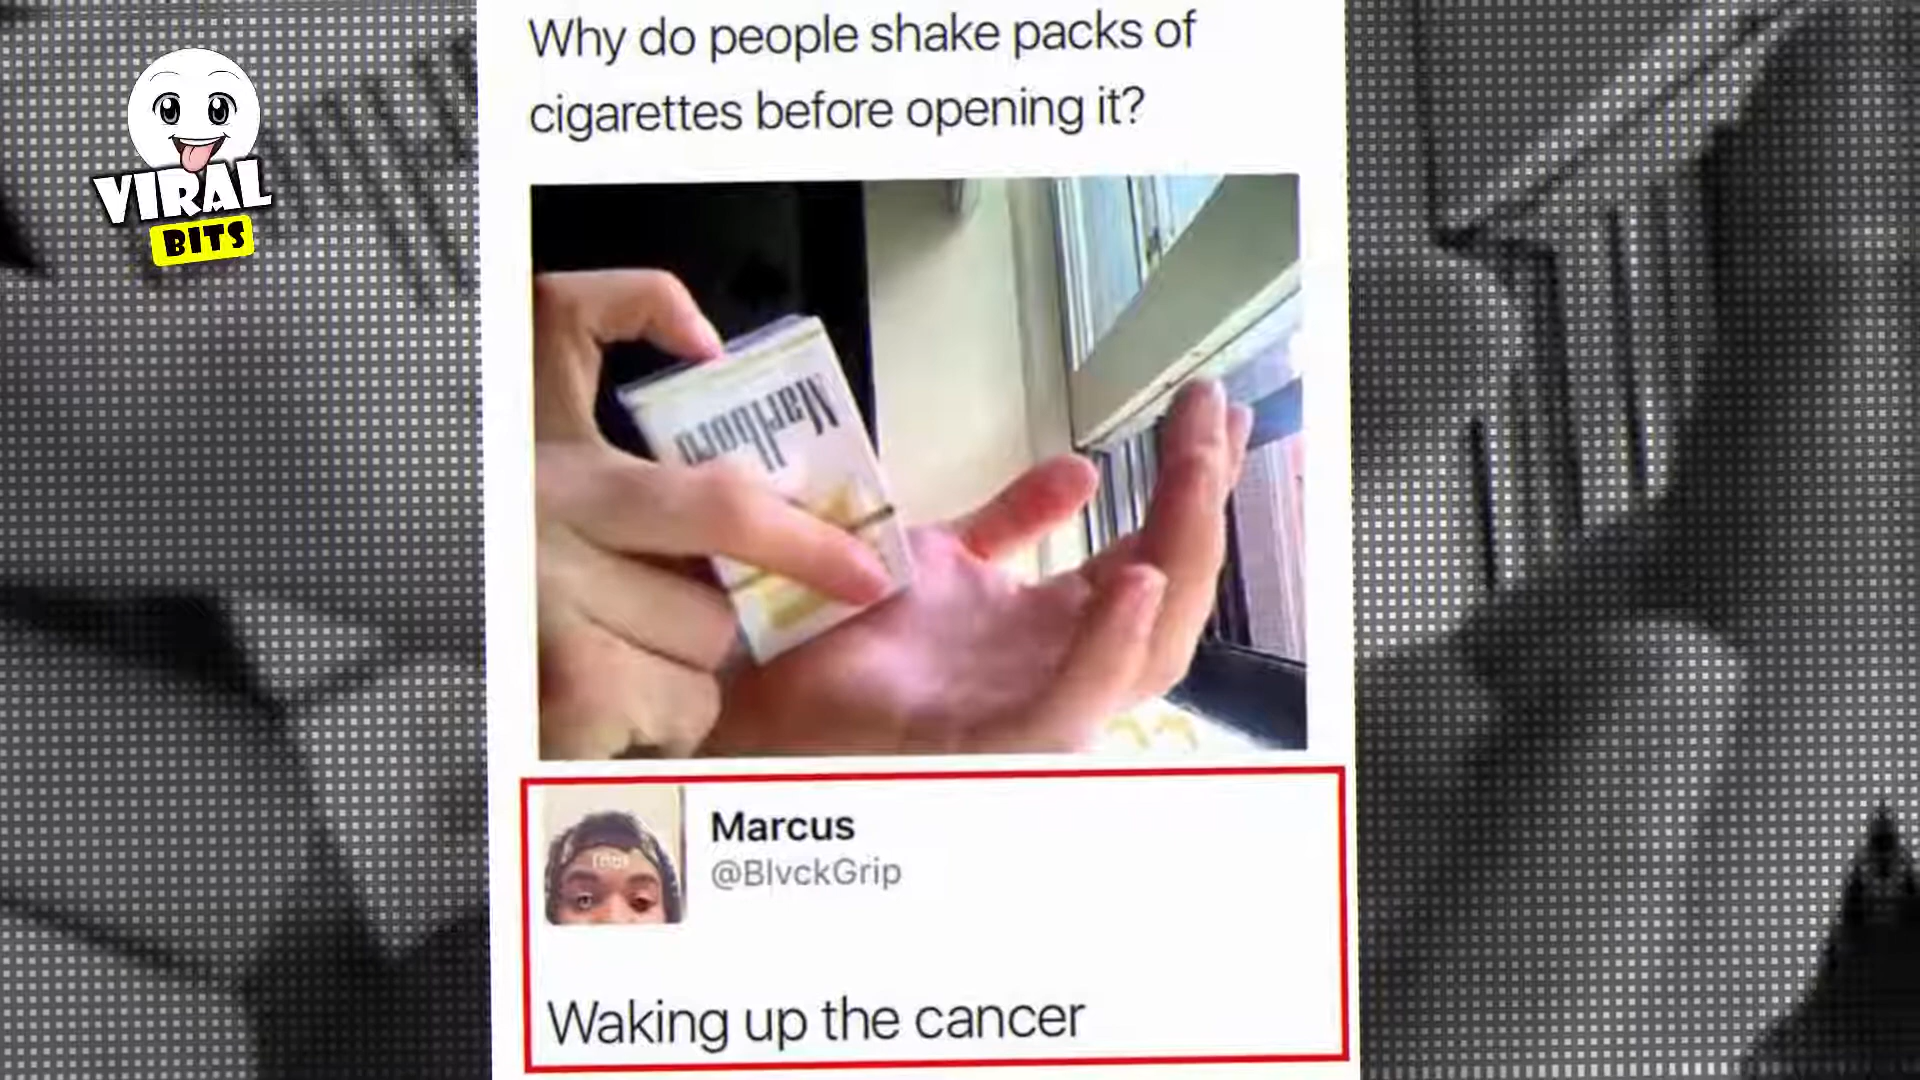 Why do people shake packs of
cigarettes before opening it?
VIRAL
BITS
Marlboro
Marcus
@BlvckGrip
Waking up the cancer